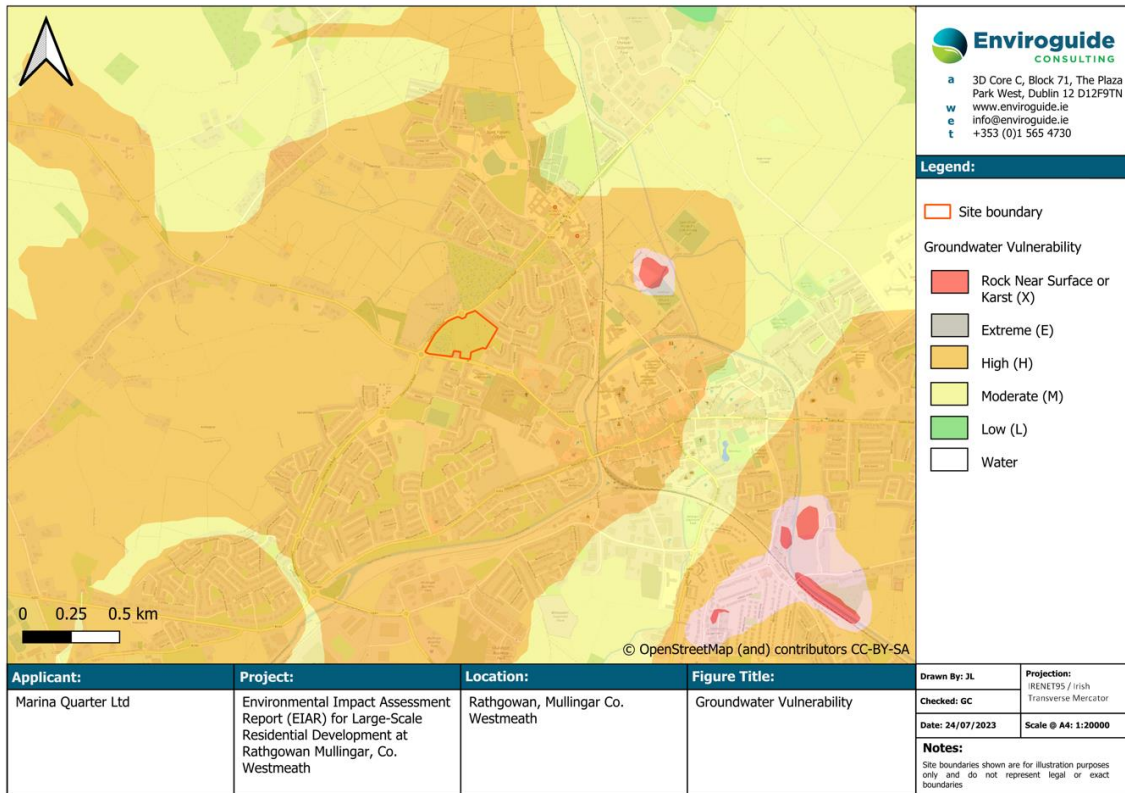 Enviroguide
CONSULTING
a 3D Core C, Block 71, The Plaza
Park West, Dublin 12 D12F9TN
w www.enviroguide.ie
e info@enviroguide.ie
t +353 (0)1 565 4730
Legend:
Site boundary
Groundwater Vulnerability
Rock Near Surface or
Karst (X)
Extreme (E)
High (H)
Moderate (M)
Low (L)
Water
0 0.25 0.5 km
© OpenStreetMap (and) contributors CC-BY-SA
Applicant:
Marina Quarter Ltd
Project:
Environmental Impact Assessment
Report (EIAR) for Large-Scale
Residential Development at
Rathgowan Mullingar, Co.
Westmeath
Location:
Rathgowan, Mullingar Co.
Westmeath
Figure Title:
Groundwater Vulnerability
Drawn By: JL
Checked: GC
Date: 24/07/2023
Projection:
IRENET95 / Irish
Transverse Mercator
Scale @ A4: 1:20000
Notes:
Site boundaries shown are for illustration purposes
only and do not represent legal or exact
boundaries